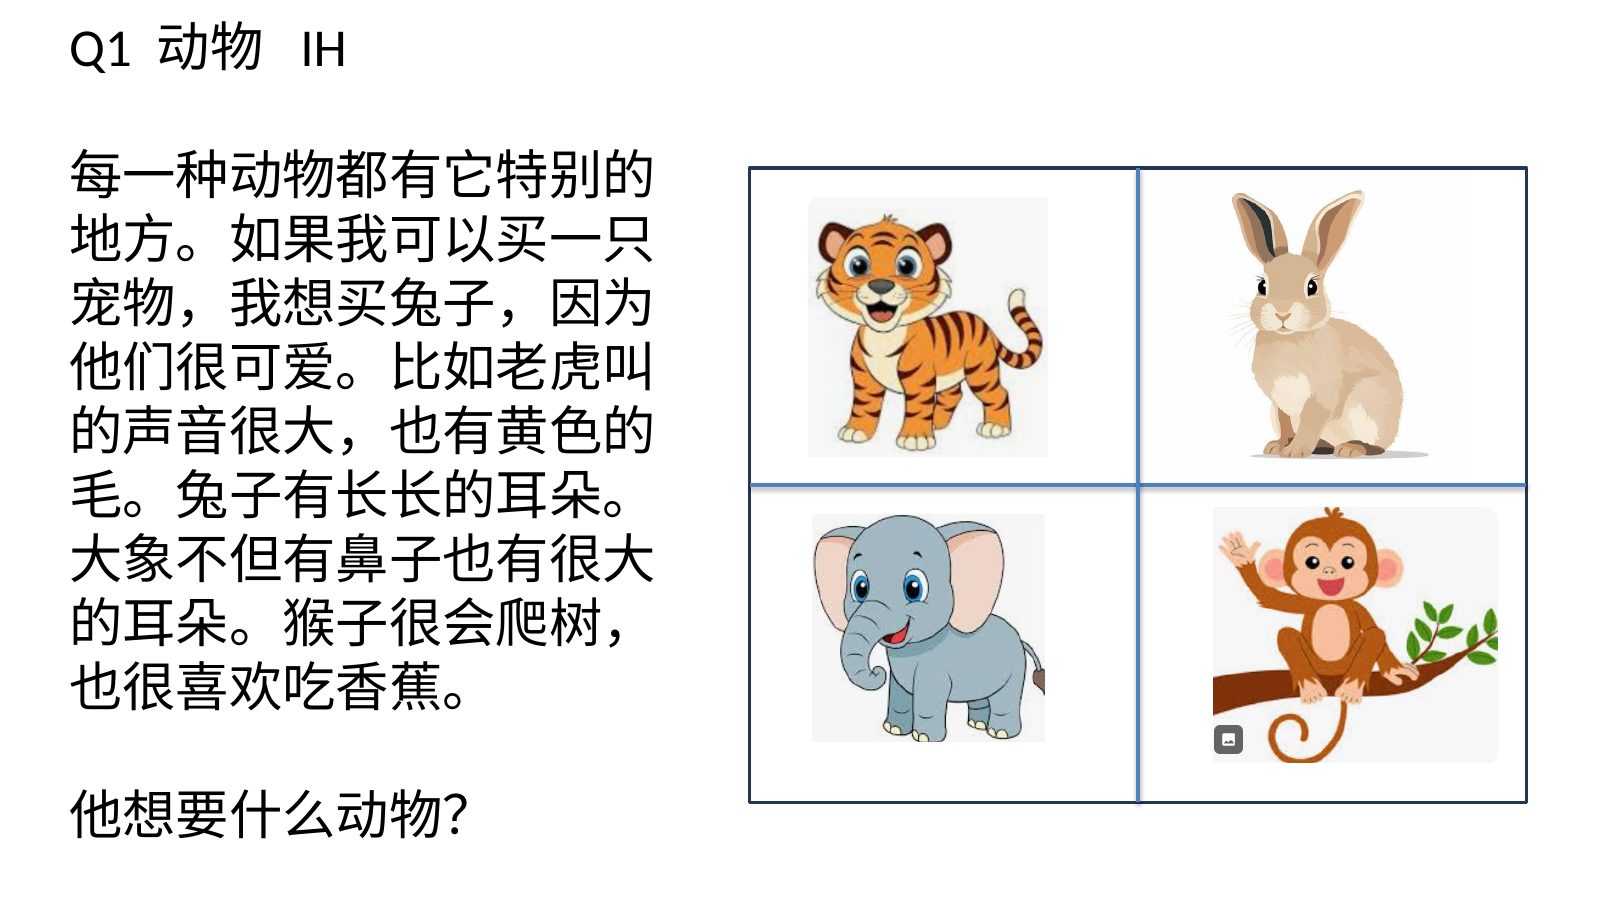 Q1 动物 IH
每一种动物都有它特别的
地方。如果我可以买一只
宠物，我想买兔子，因为
他们很可爱。比如老虎叫
的声音很大，也有黄色的
毛。兔子有长长的耳朵。
大象不但有鼻子也有很大
的耳朵。猴子很会爬树，
也很喜欢吃香蕉。
他想要什么动物?